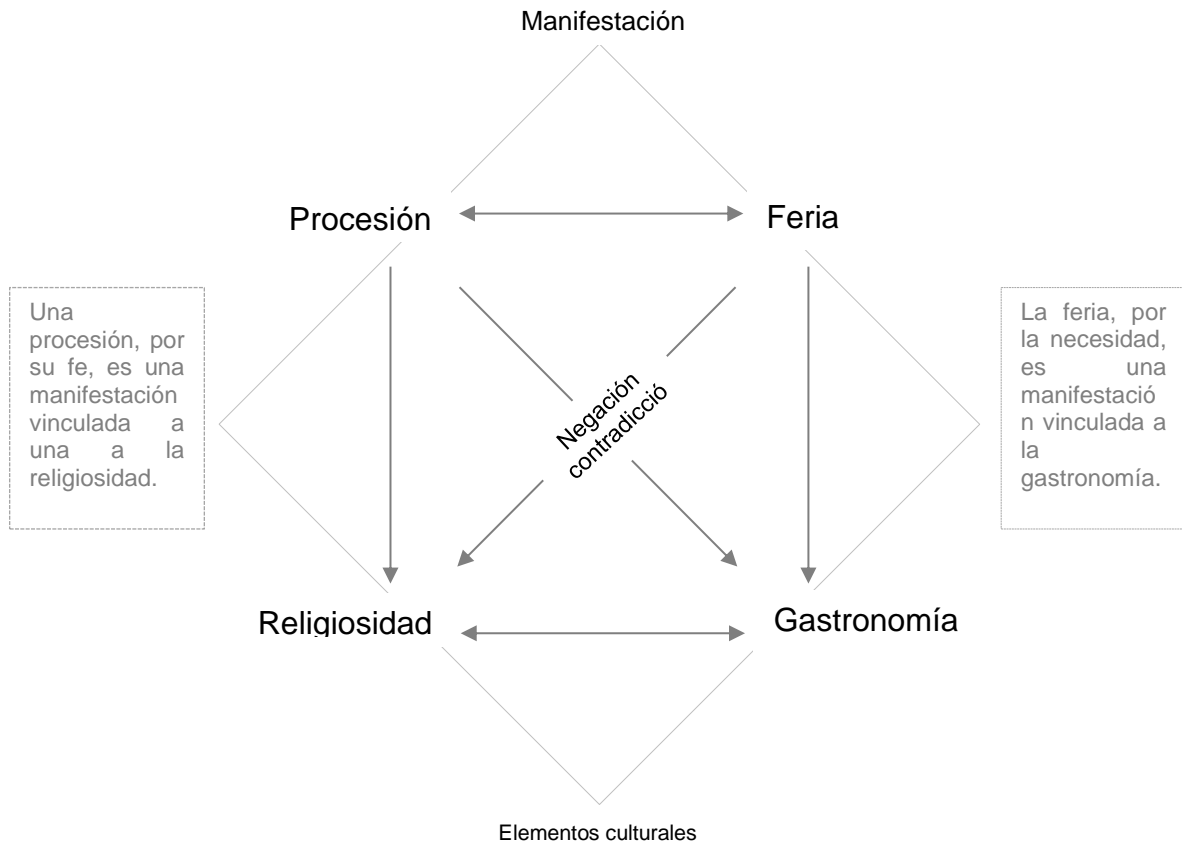 Manifestación
Procesión
Feria
Una
procesión, por
su fe, es una
manifestación
vinculada a
una a la
religiosidad.
La feria, por
la necesidad,
es una
manifestació
n vinculada a
la
gastronomía.
Negación
contradicció
Religiosidad
Gastronomía
Elementos culturales